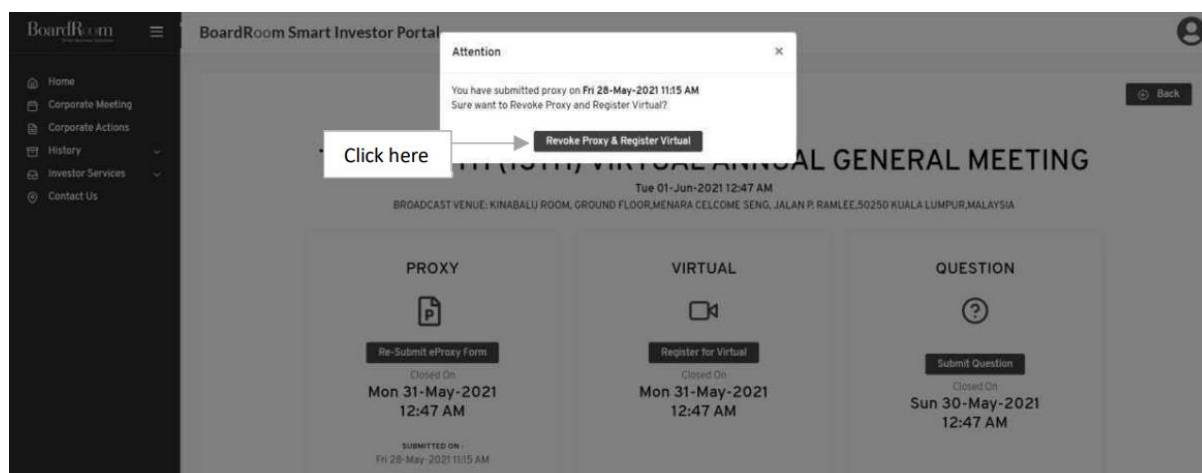 BoardRoom
BoardRoom Smart Investor Portal
Attention
×
You have submitted proxy on Fri 28-May-2021 11:15 AM
Sure want to Revoke Proxy and Register Virtual?
Revoke Proxy & Register Virtual
Click here
Home
Corporate Meeting
Corporate Actions
History
Investor Services
Contact Us
Back
VIRTUAL ANNUAL GENERAL MEETING
Tue 01-Jun-2021 12:47 AM
BROADCAST VENUE: KINABALU ROOM, GROUND FLOOR,MENARA CELCOME SENG, JALAN P. RAMLEE,50250 KUALA LUMPUR,MALAYSIA
PROXY
P
Re-Submit eProxy Form
Closed On
Mon 31-May-2021
12:47 AM
SUBMITTED ON :
Fri 28-May-2021 11:15 AM
VIRTUAL
Register for Virtual
Closed On
Mon 31-May-2021
12:47 AM
QUESTION
?
Submit Question
Closed On
Sun 30-May-2021
12:47 AM